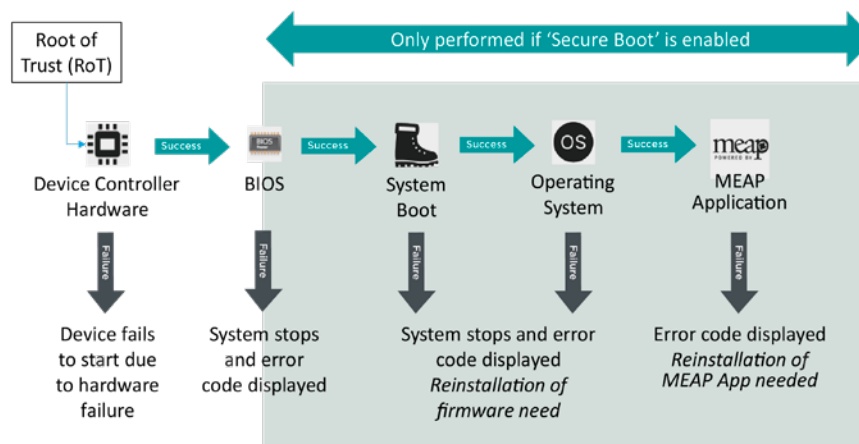 Root of
Trust (RoT)
Only performed if ‘Secure Boot’ is enabled
Success
Success
Success
Success
BIOS
OS
meap
POWERED BY
Device Controller
Hardware
BIOS
System
Boot
Operating
System
MEAP
Application
Failure
Failure
Failure
Failure
Failure
Device fails
to start due
to hardware
failure
System stops
and error
code displayed
System stops and error
code displayed
Reinstallation of
firmware need
Error code displayed
Reinstallation of
MEAP App needed